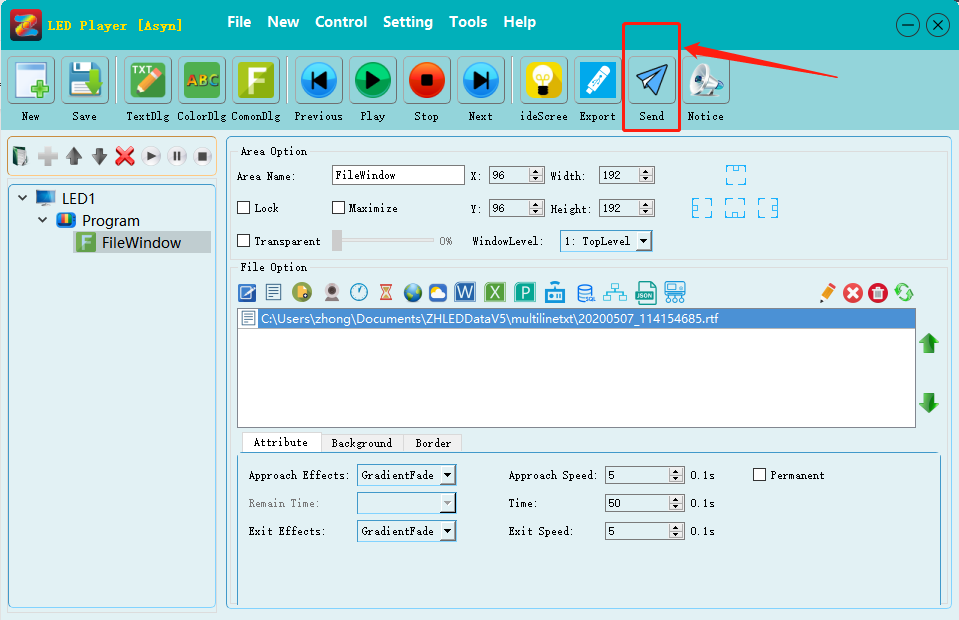 LED Player [Asyn]
File New Control Setting Tools Help
TXT ABC F
New Save TextDlg ColorDlg ComonDlg Previous Play Stop Next ideScree Export Send Notice
Area Option
Area Name: FileWindow X: 96 Width: 192
Lock Maximize Y: 96 Height: 192
Transparent 0% WindowLevel: 1: TopLevel
LED1
Program
F FileWindow
File Option
W X P SQL JSON
C:\Users\zhong\Documents\ZHLEDDataV5\multilinetxt\20200507_114154685.rtf
Attribute Background Border
Approach Effects: GradientFade Approach Speed: 5 0.1s Permanent
Remain Time: Time: 50 0.1s
Exit Effects: GradientFade Exit Speed: 5 0.1s